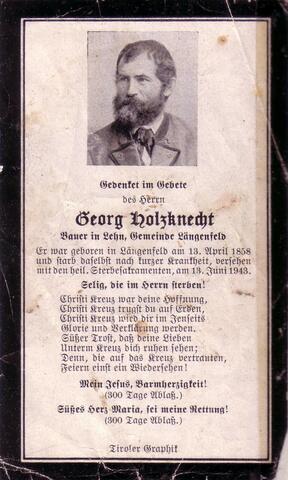 Gedenket im Gebete
des Herrn
Georg Holzknecht
Bauer in Lehn, Gemeinde Längenfeld
Er war geboren in Längenfeld am 13. April 1858
und starb daselbst nach kurzer Krankheit, versehen
mit den heil. Sterbesakramenten, am 13. Juni 1943.
Selig, die im Herrn sterben!
Christi Kreuz war deine Hoffnung,
Christi Kreuz trugst du auf Erden,
Christi Kreuz wird dir im Jenseits
Glorie und Verklärung werden.
Süßer Trost, daß deine Lieben
Unterm Kreuz dich ruhen sehen;
Denn, die auf das Kreuz vertrauten,
Feiern einst ein Wiedersehen!
Mein Jesus, Barmherzigkeit!
(300 Tage Ablaß.)
Süßes Herz Mariä, sei meine Rettung!
(300 Tage Ablaß.)
Tiroler Graphik